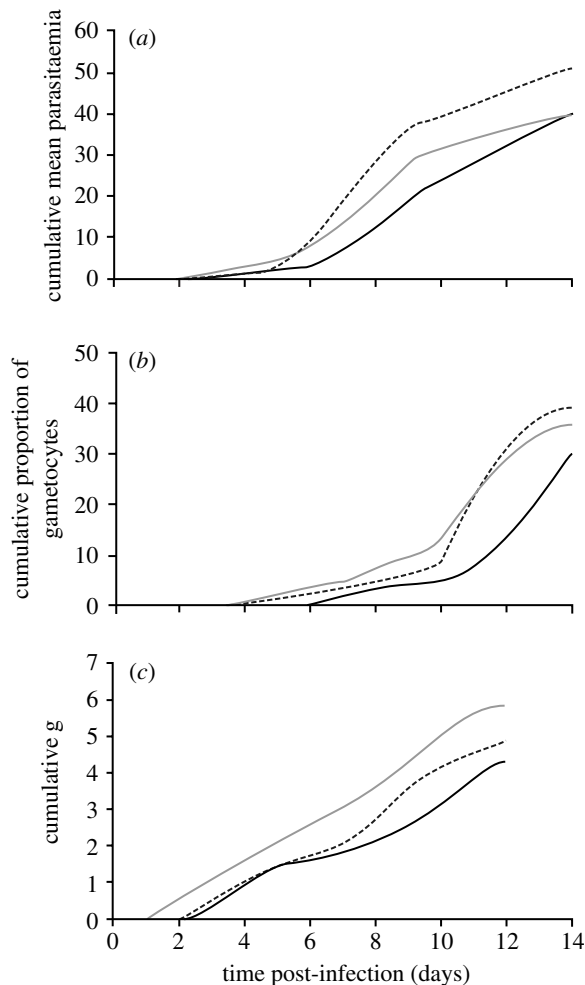 (a)
cumulative mean parasitaemia
60
50
40
30
20
10
0
(b)
cumulative proportion of
gametocytes
50
40
30
20
10
0
(c)
cumulative g
7
6
5
4
3
2
1
0
0 2 4 6 8 10 12 14
time post-infection (days)